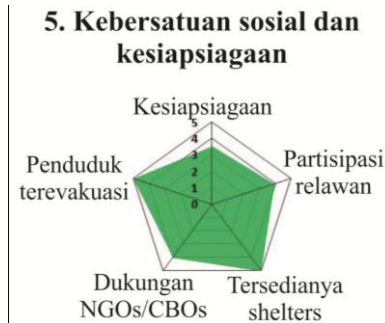 5. Kebersatuan sosial dan
kesiapsiagaan
Kesiapsiagaan
5
4
3
2
1
0
Partisipasi
relawan
Penduduk
terevakuasi
Dukungan
NGOs/CBOs
Tersedianya
shelters